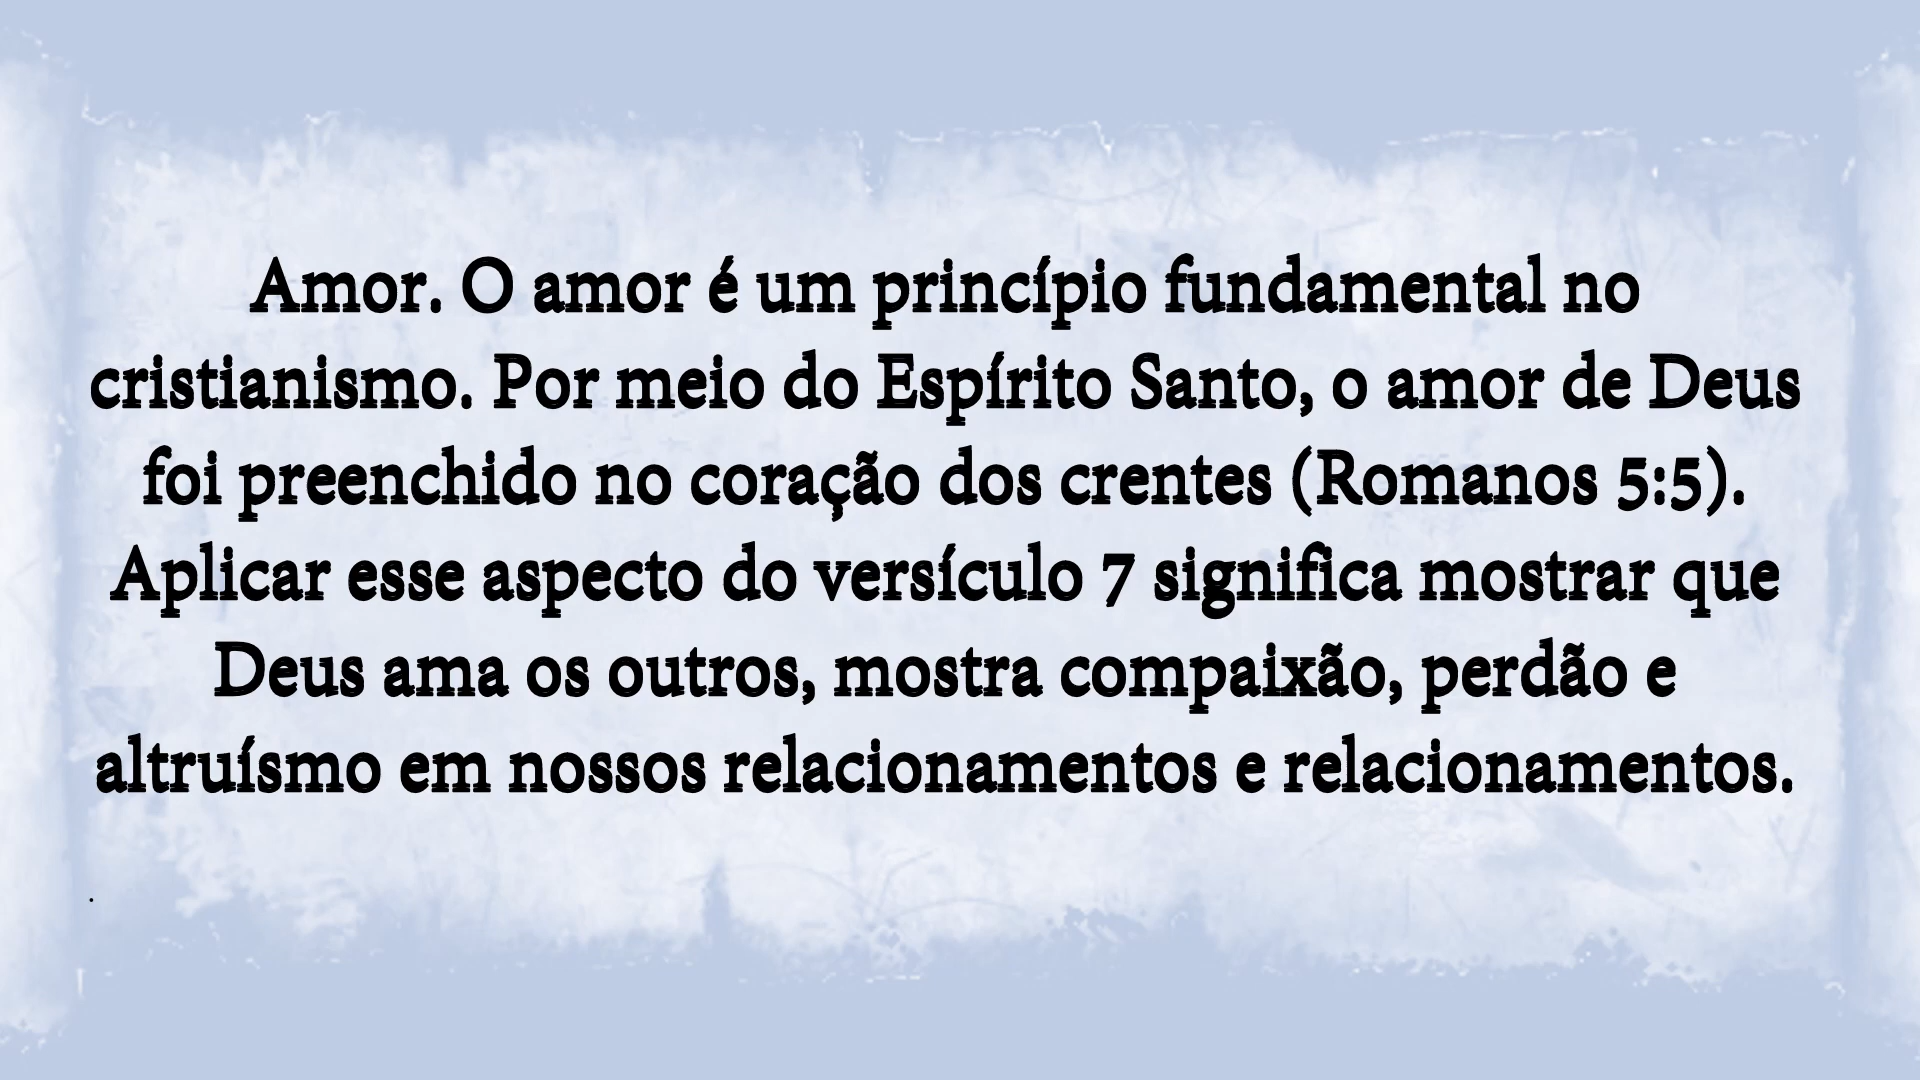 Amor. O amor é um princípio fundamental no
cristianismo. Por meio do Espírito Santo, o amor de Deus
foi preenchido no coração dos crentes (Romanos 5:5).
Aplicar esse aspecto do versículo 7 significa mostrar que
Deus ama os outros, mostra compaixão, perdão e
altruísmo em nossos relacionamentos e relacionamentos.
.